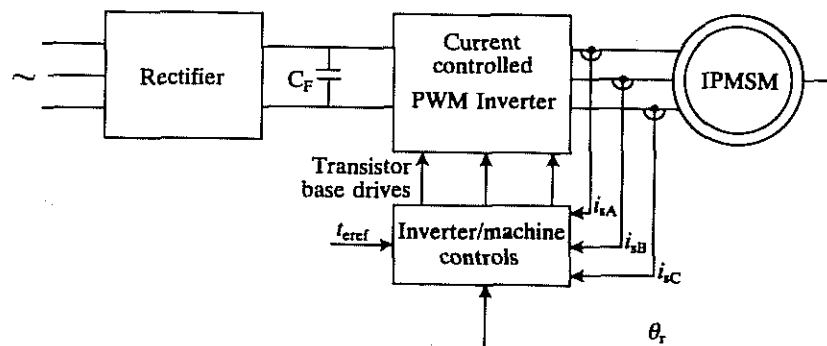 ~
Rectifier
C_F
Current
controlled
PWM Inverter
IPMSM
Transistor
base drives
i_sA
t_eref
Inverter/machine
controls
i_sB
i_sC
θ_r